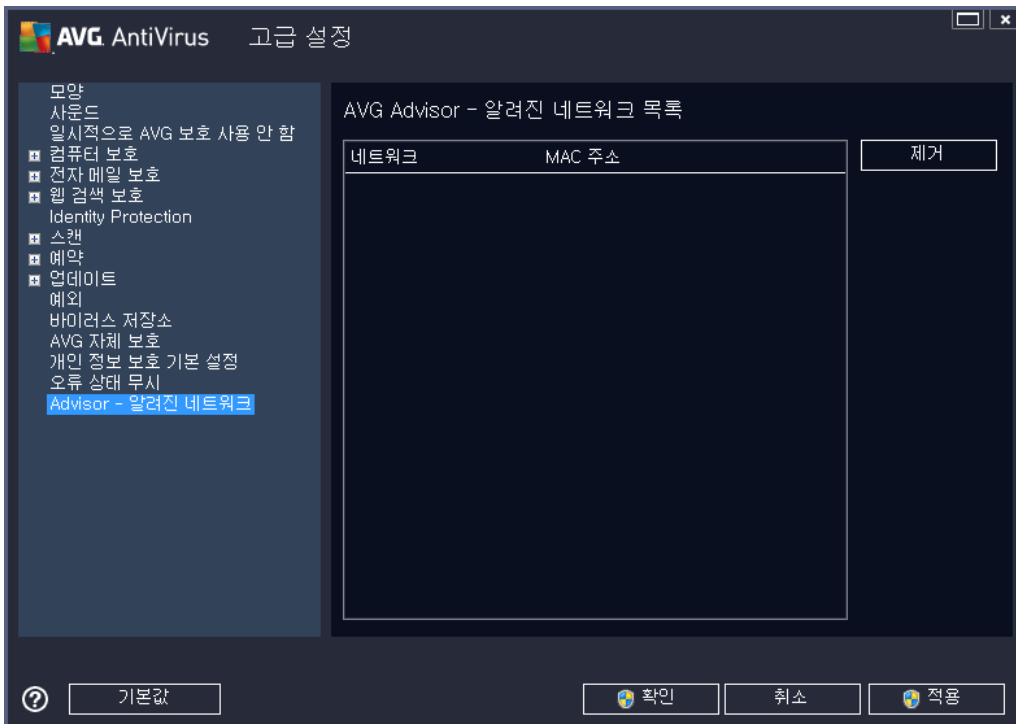 AVG. AntiVirus 고급 설정
모양
사운드
일시적으로 AVG 보호 사용 안 함
컴퓨터 보호
전자 메일 보호
웹 검색 보호
Identity Protection
스캔
예약
업데이트
예외
바이러스 저장소
AVG 자체 보호
개인 정보 보호 기본 설정
오류 상태 무시
Advisor - 알려진 네트워크
AVG Advisor - 알려진 네트워크 목록
네트워크 MAC 주소
제거
기본값 확인 취소 적용